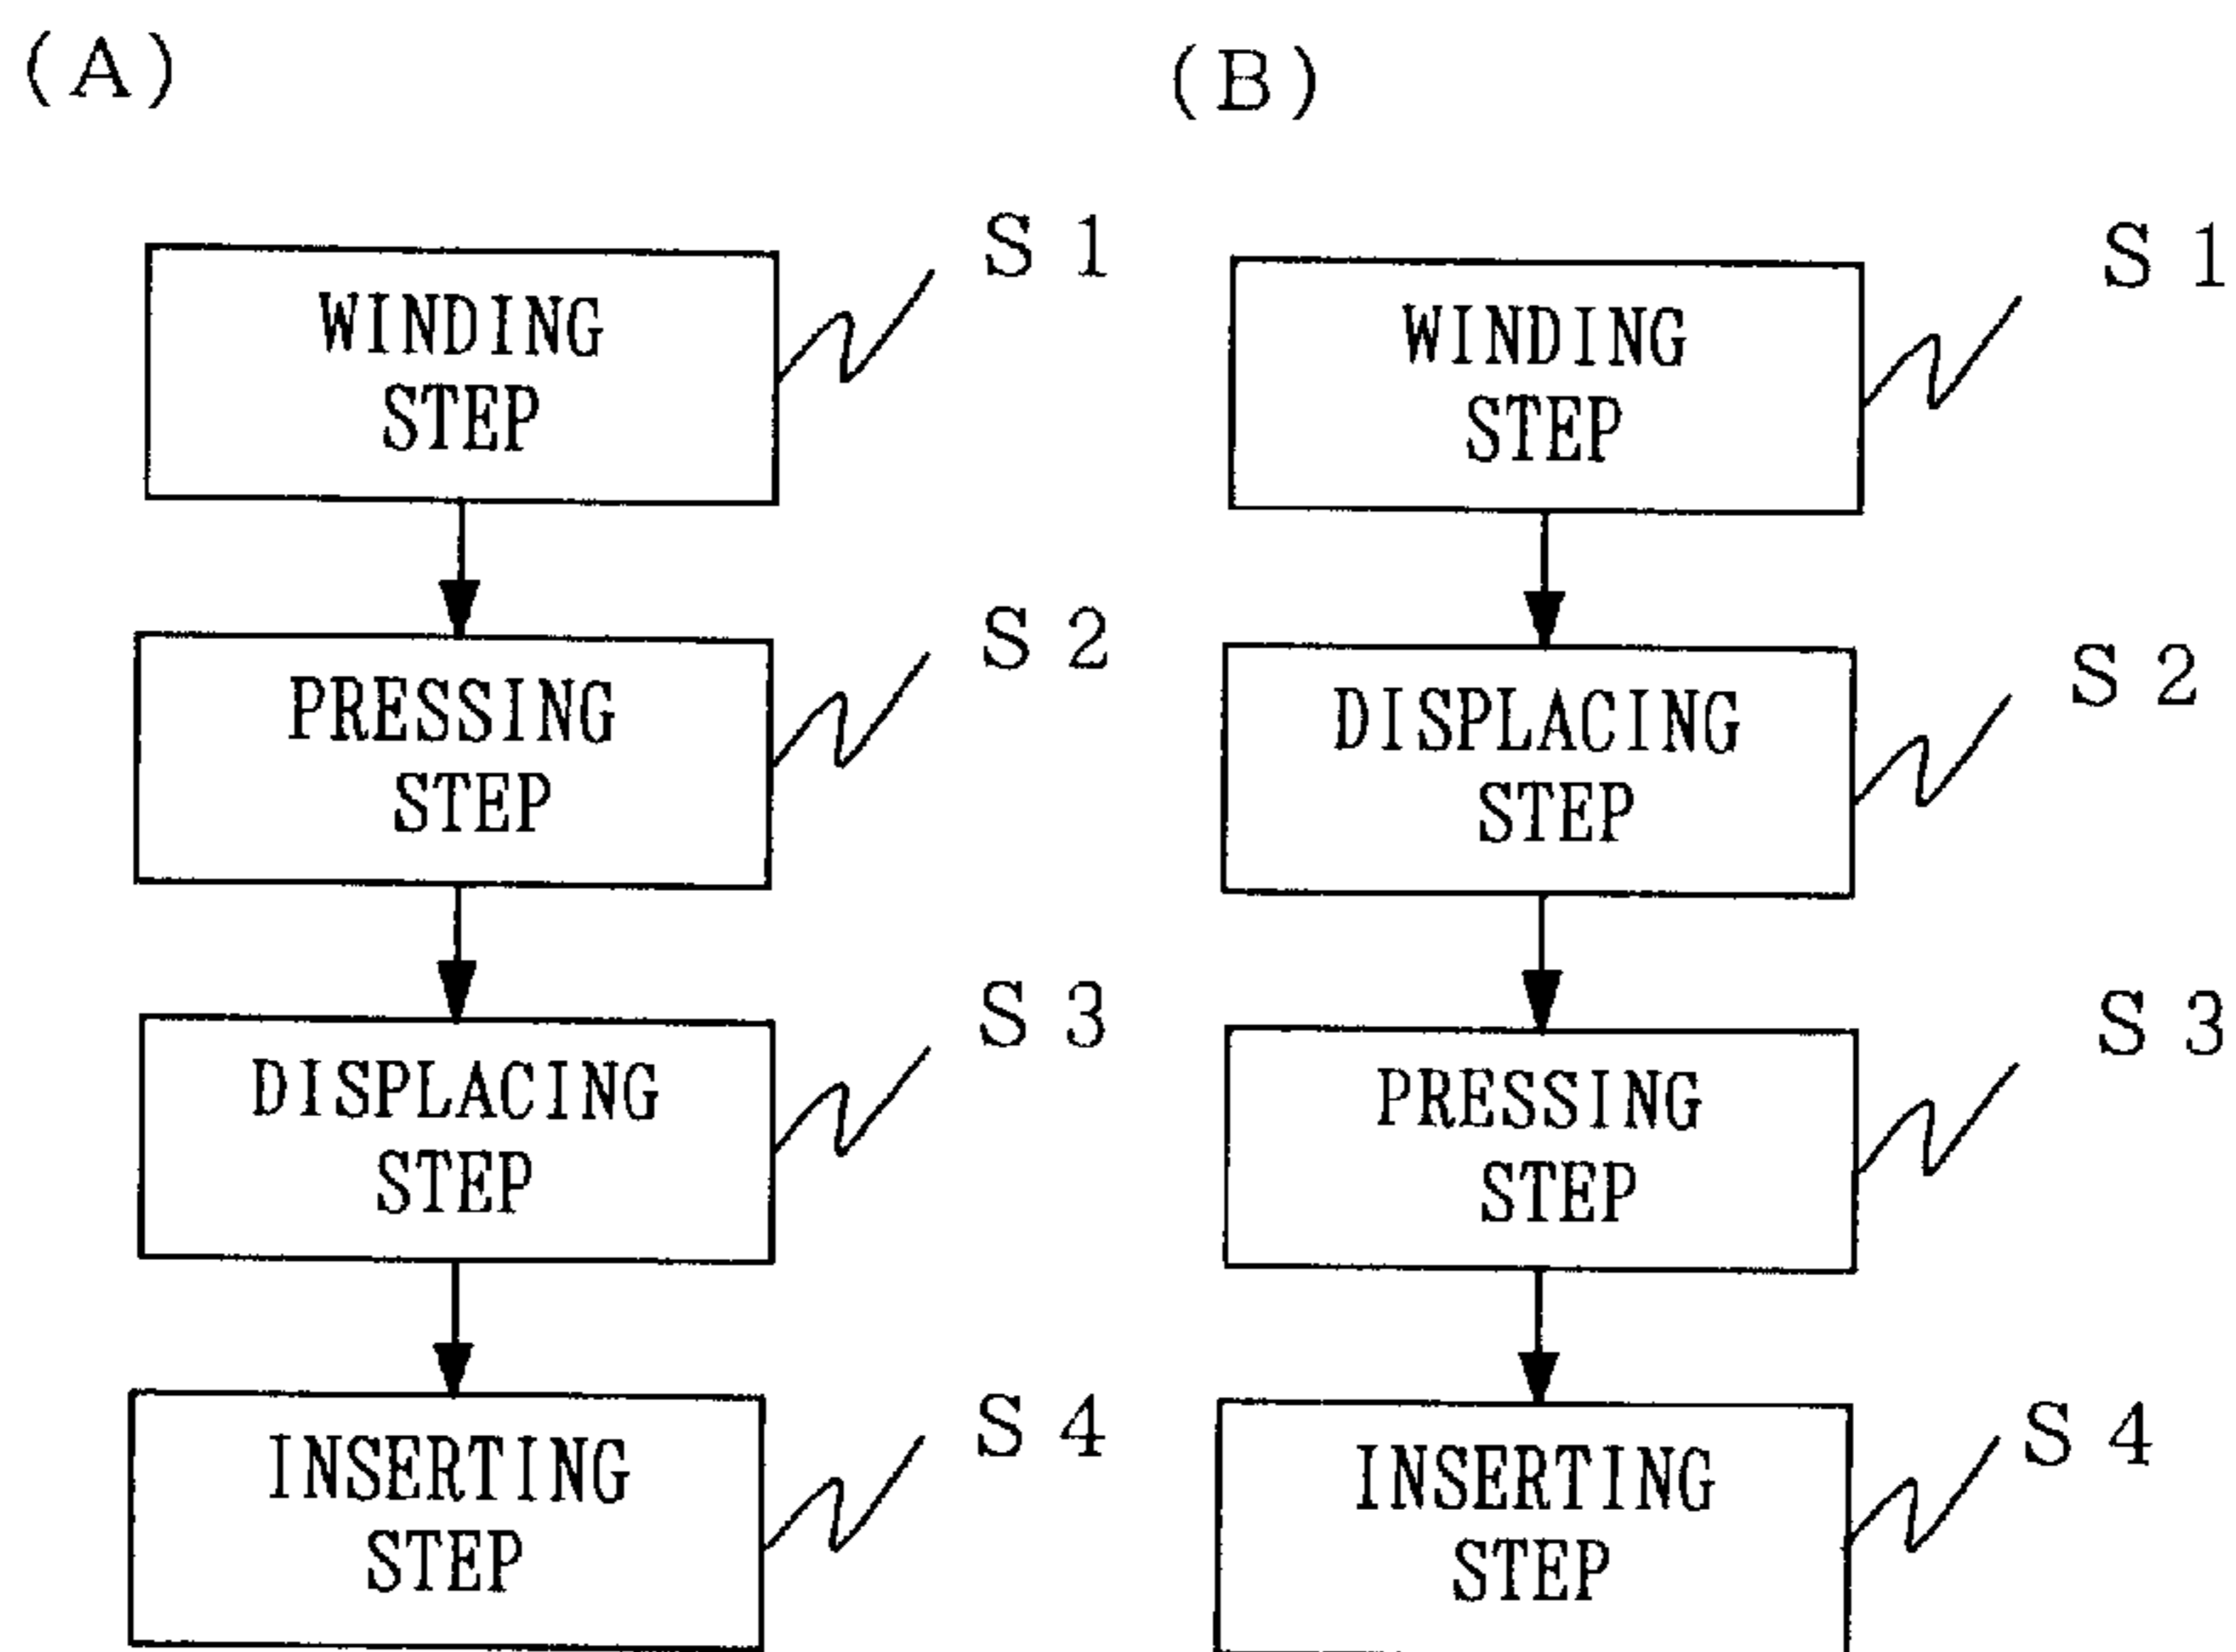 (A)
WINDING
STEP
S 1
PRESSING
STEP
S 2
DISPLACING
STEP
S 3
INSERTING
STEP
S 4
(B)
WINDING
STEP
S 1
DISPLACING
STEP
S 2
PRESSING
STEP
S 3
INSERTING
STEP
S 4